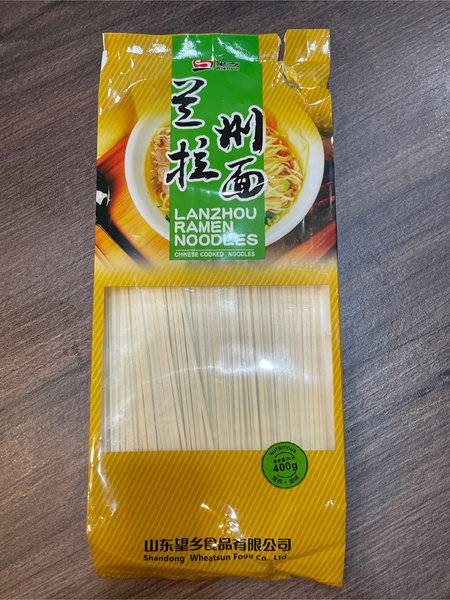 兰州
拉面
LANZHOU
RAMEN
NOODLES
CHINESE COOKED NOODLES
NUTRITIOUS
400g
山东望乡食品有限公司
Shandong Wheatsun Food Co., Ltd.